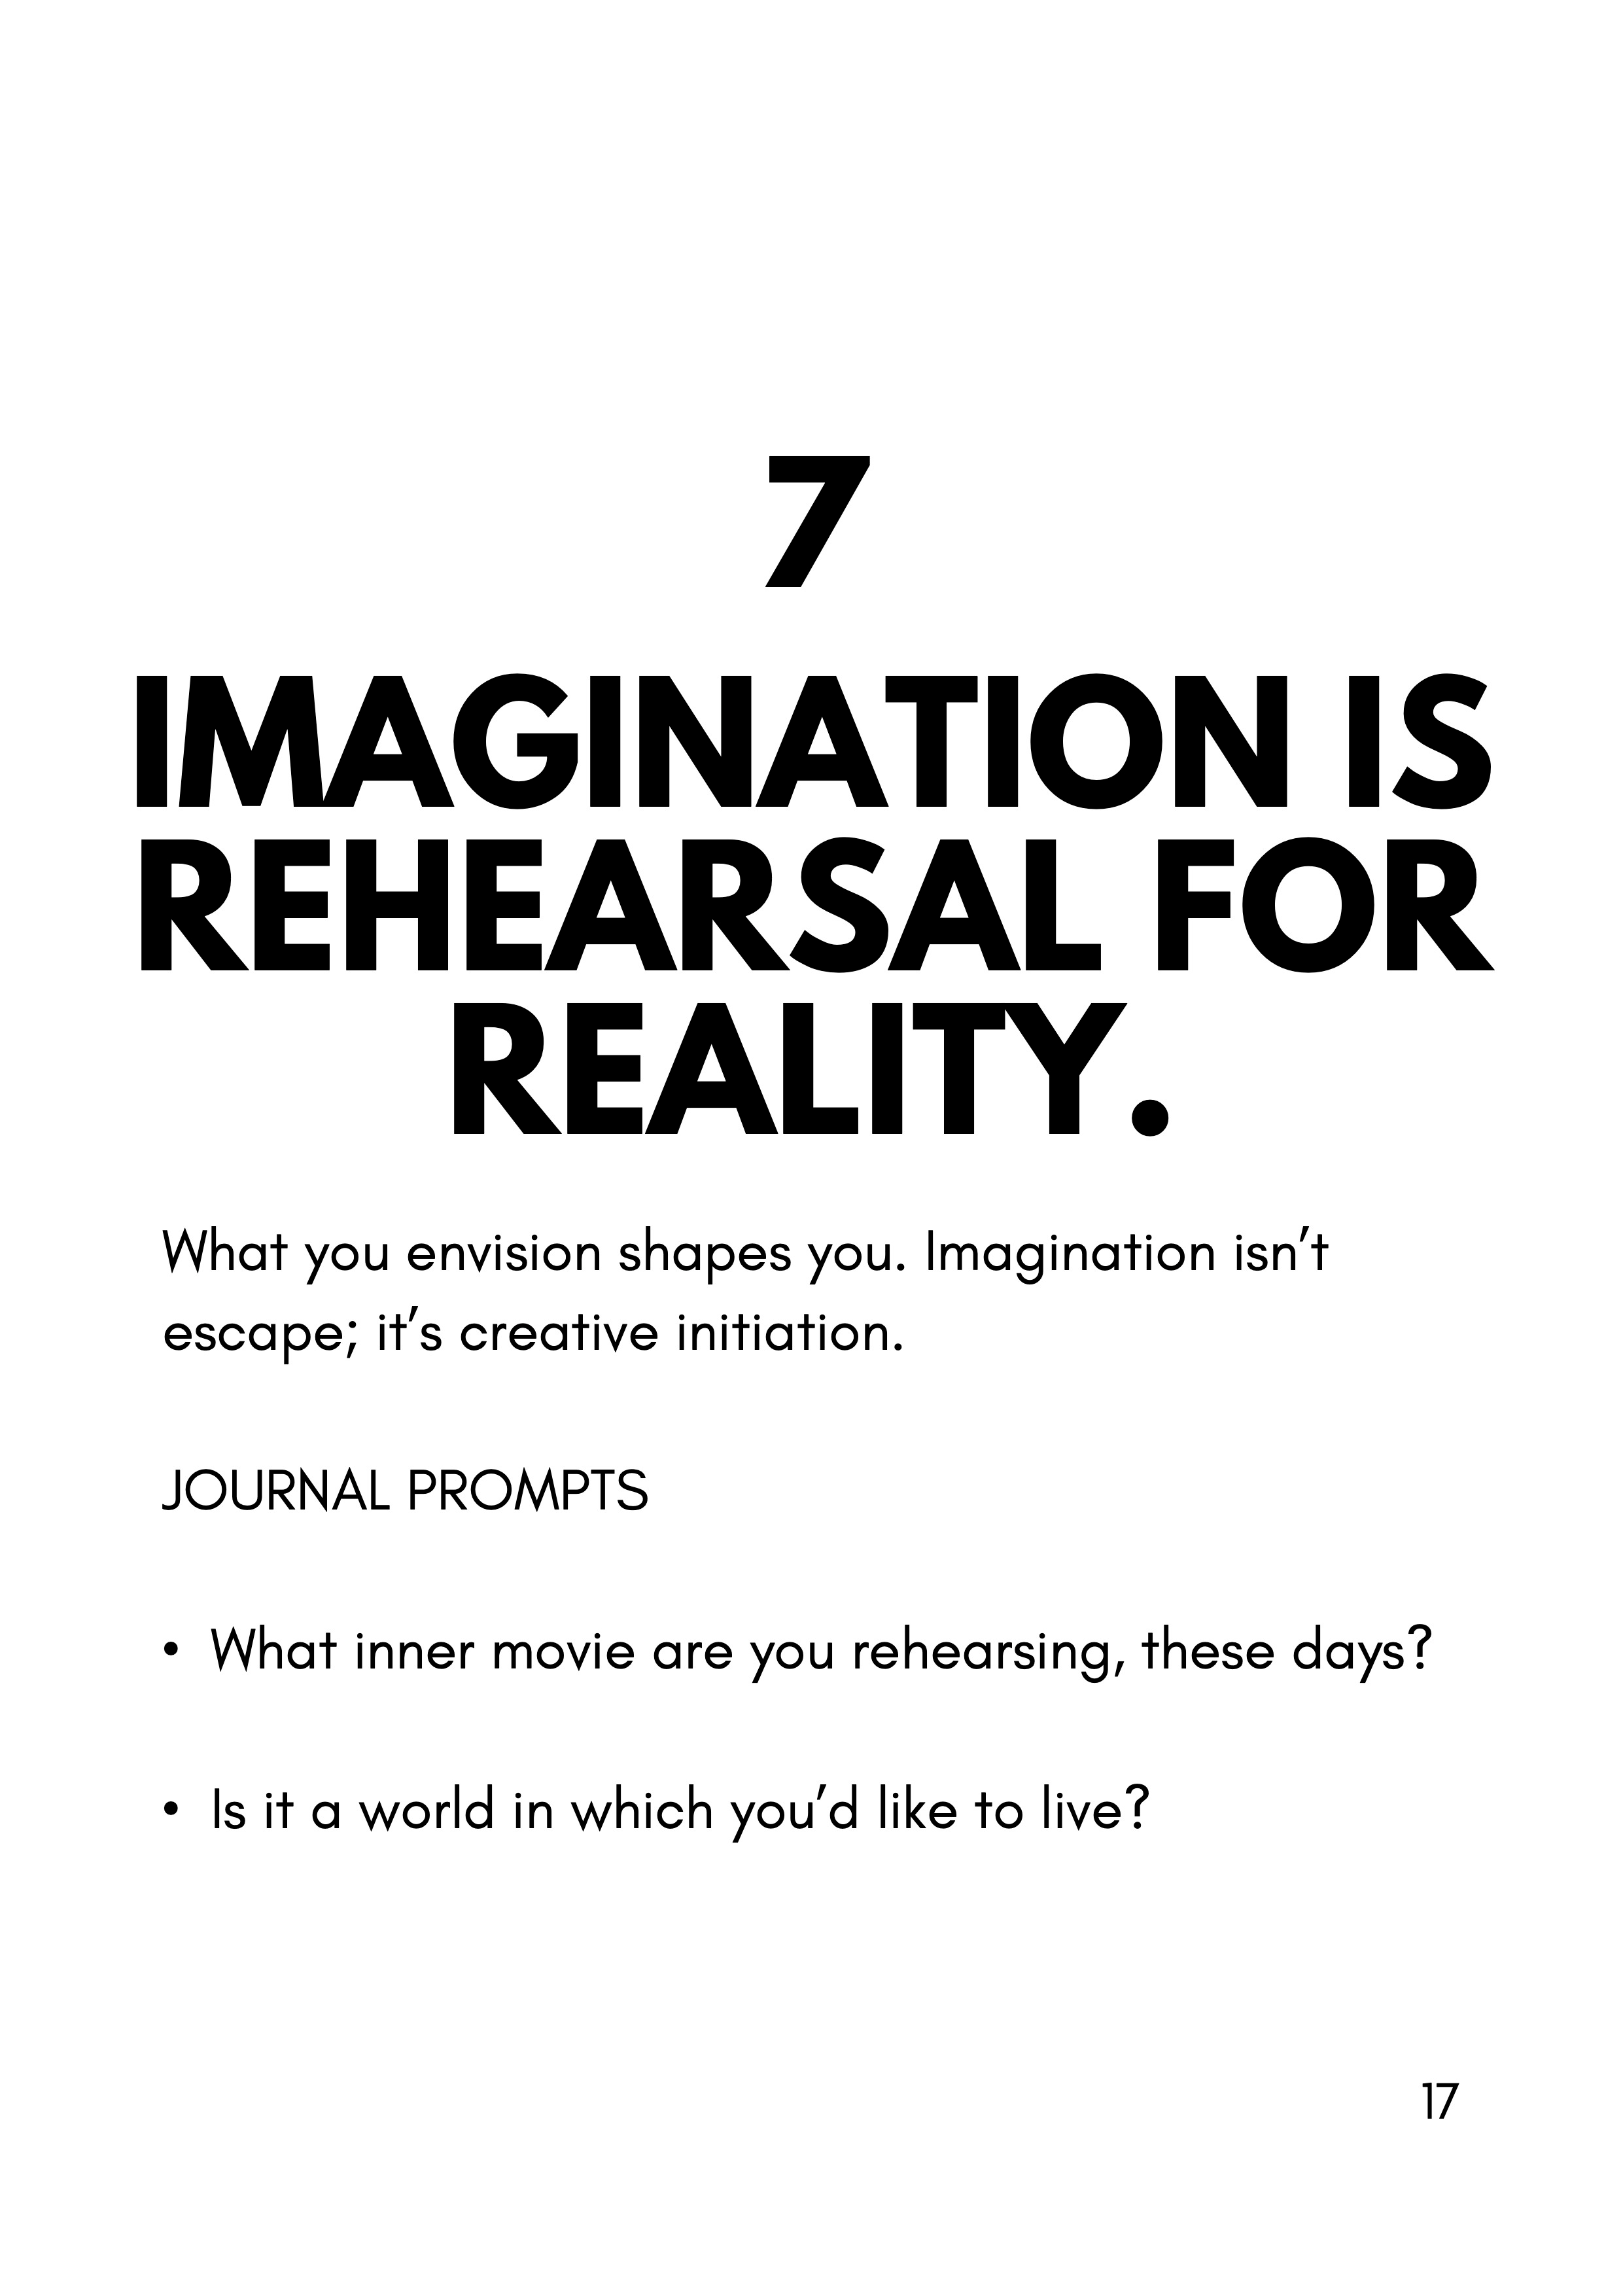 7
IMAGINATION IS
REHEARSAL FOR
REALITY.
What you envision shapes you. Imagination isn’t
escape; it’s creative initiation.
JOURNAL PROMPTS
• What inner movie are you rehearsing, these days?
• Is it a world in which you’d like to live?
17